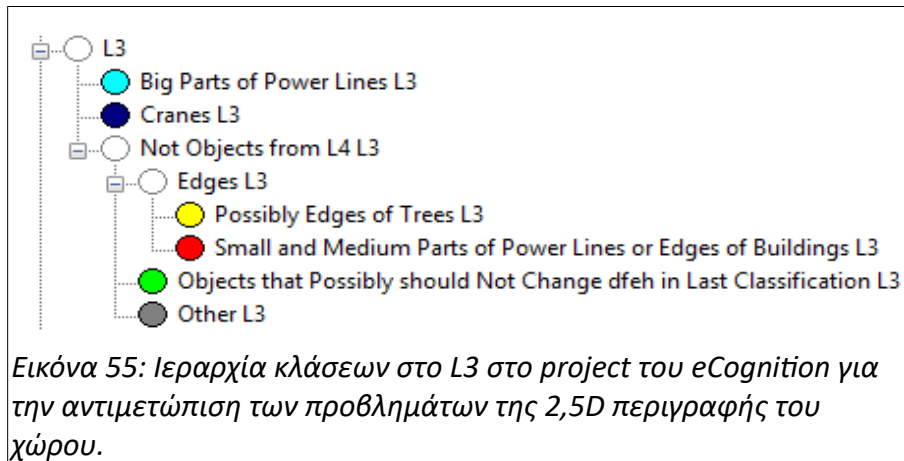 L3
Big Parts of Power Lines L3
Cranes L3
Not Objects from L4 L3
Edges L3
Possibly Edges of Trees L3
Small and Medium Parts of Power Lines or Edges of Buildings L3
Objects that Possibly should Not Change dfeh in Last Classification L3
Other L3
Εικόνα 55: Ιεραρχία κλάσεων στο L3 στο project του eCognition για
την αντιμετώπιση των προβλημάτων της 2,5D περιγραφής του
χώρου.